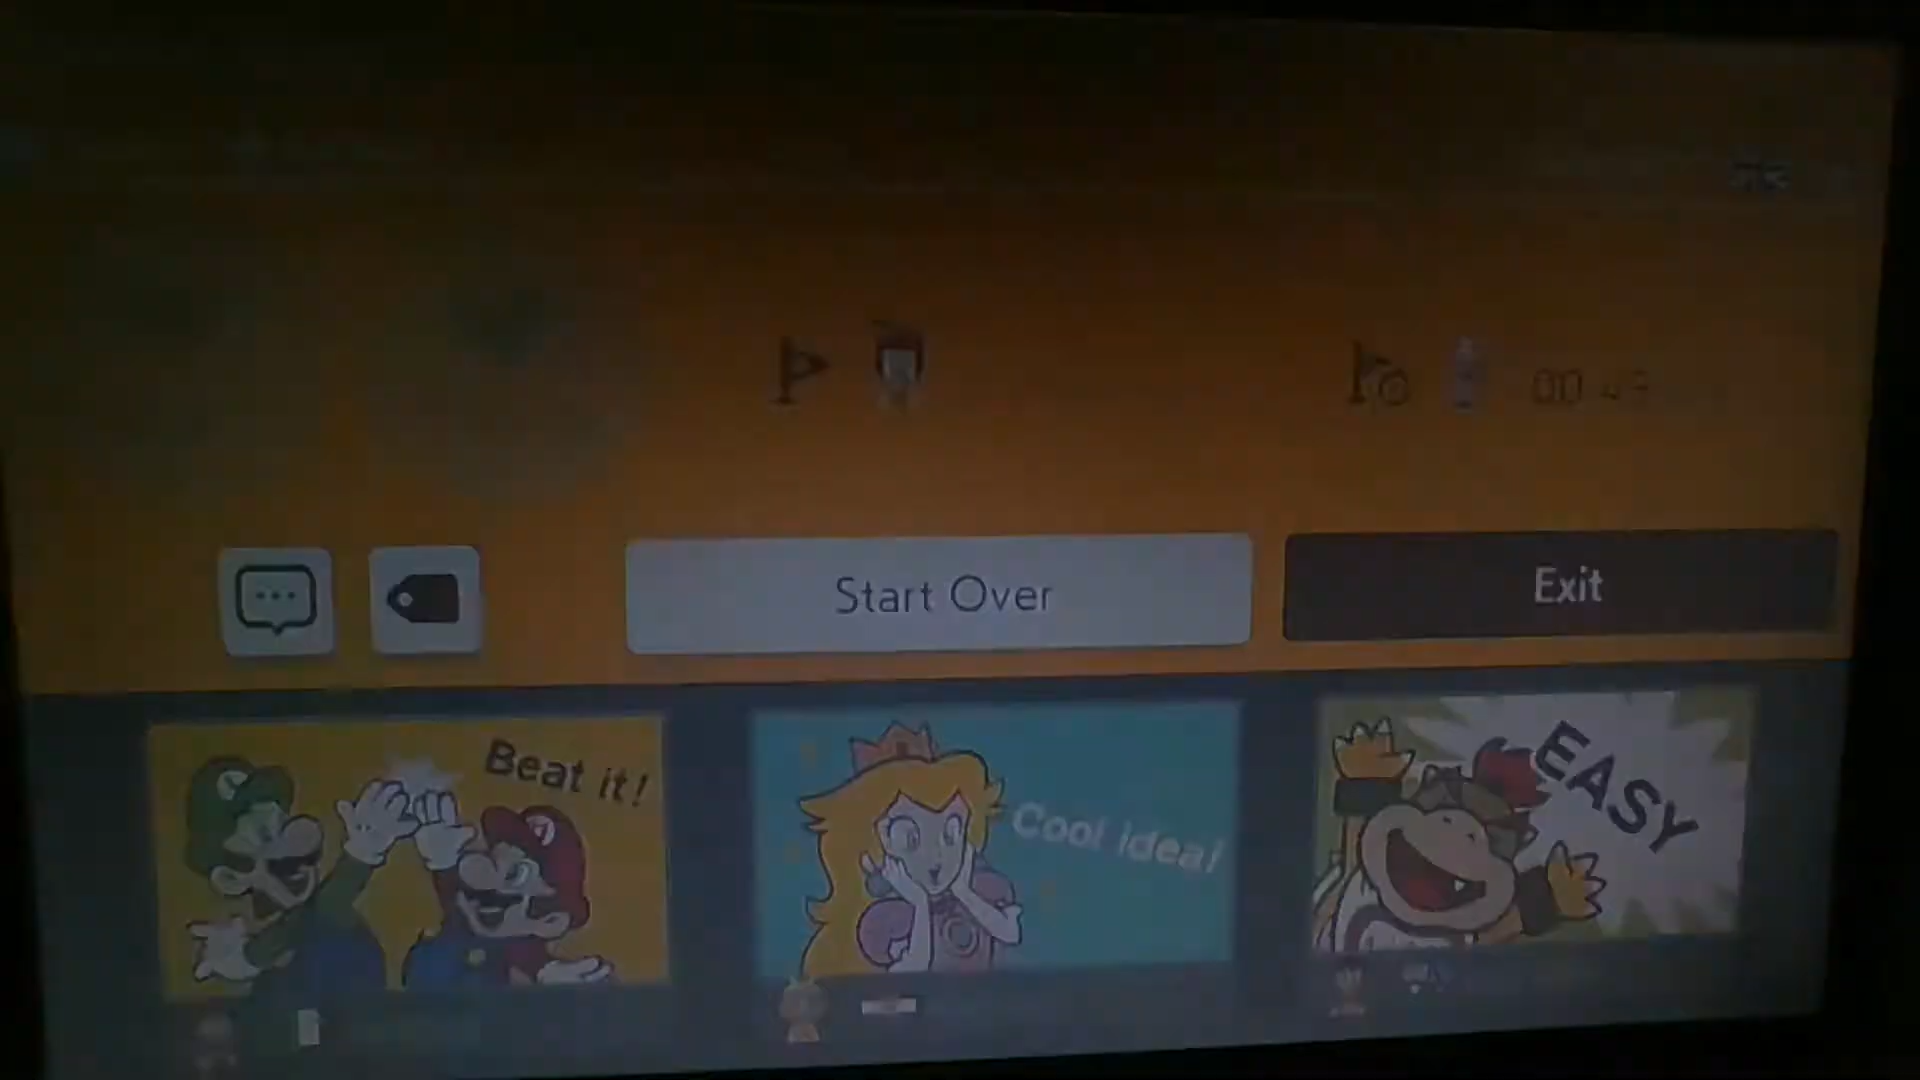 Start Over
Exit
Beat it!
Cool idea!
EASY